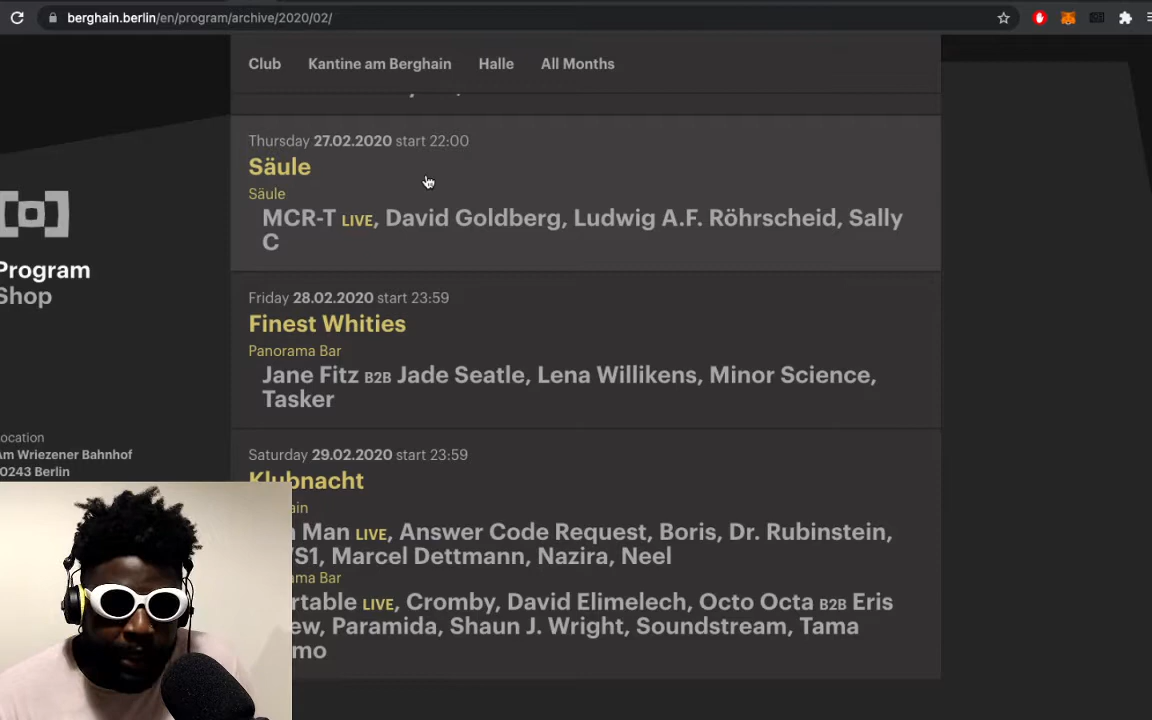 berghain.berlin/en/program/archive/2020/02/
Club Kantine am Berghain Halle All Months
Thursday 27.02.2020 start 22:00
Säule
Säule
MCR-T LIVE, David Goldberg, Ludwig A.F. Röhrscheid, Sally
C
Friday 28.02.2020 start 23:59
Finest Whities
Panorama Bar
Jane Fitz B2B Jade Seatle, Lena Willikens, Minor Science,
Tasker
Saturday 29.02.2020 start 23:59
Klubnacht
Man LIVE, Answer Code Request, Boris, Dr. Rubinstein,
VS1, Marcel Dettmann, Nazira, Neel
Bar
rtable LIVE, Cromby, David Elimelech, Octo Octa B2B Eris
ew, Paramida, Shaun J. Wright, Soundstream, Tama
mo
Program
Shop
ocation
Am Wriezener Bahnhof
0243 Berlin